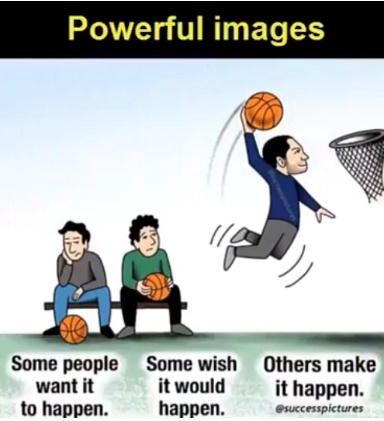 Powerful images
Some people
want it
to happen.
Some wish
it would
happen.
Others make
it happen.
@successpictures